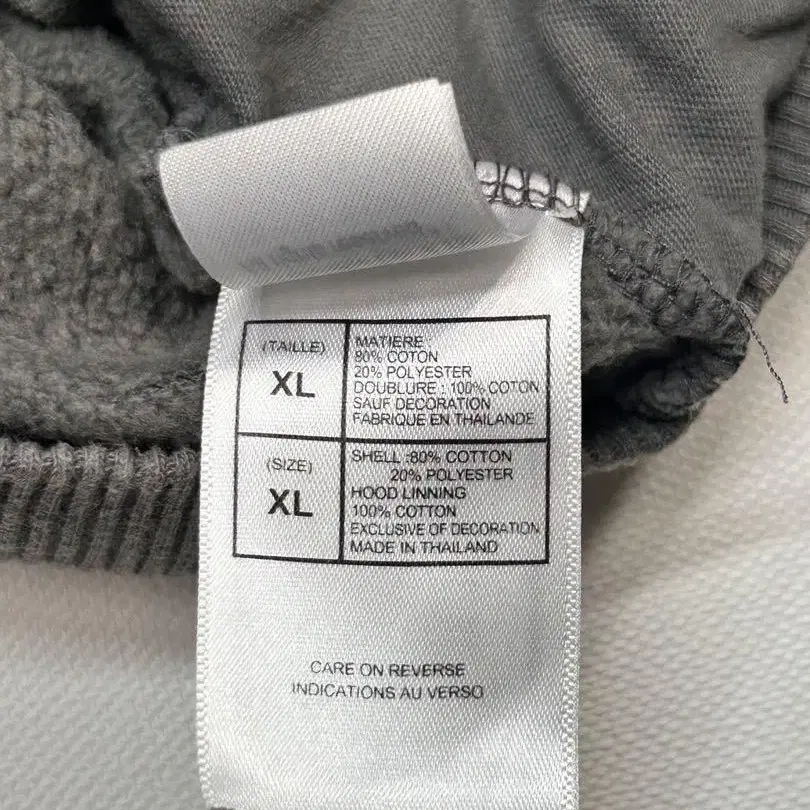 (TAILLE)
XL
MATIERE
80% COTON
20% POLYESTER
DOUBLURE : 100% COTON
SAUF DECORATION
FABRIQUE EN THAILANDE
(SIZE)
XL
SHELL :80% COTTON
20% POLYESTER
HOOD LINNING
100% COTTON
EXCLUSIVE OF DECORATION
MADE IN THAILAND
CARE ON REVERSE
INDICATIONS AU VERSO